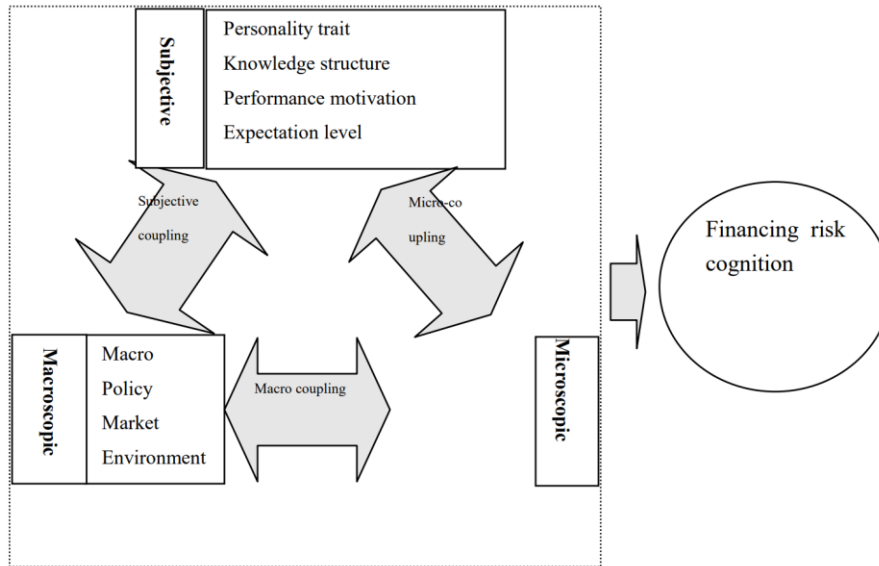 Subjective
Personality trait
Knowledge structure
Performance motivation
Expectation level
Subjective
coupling
Micro-co
upling
Financing risk
cognition
Macroscopic
Macro
Policy
Market
Environment
Macro coupling
Microscopic